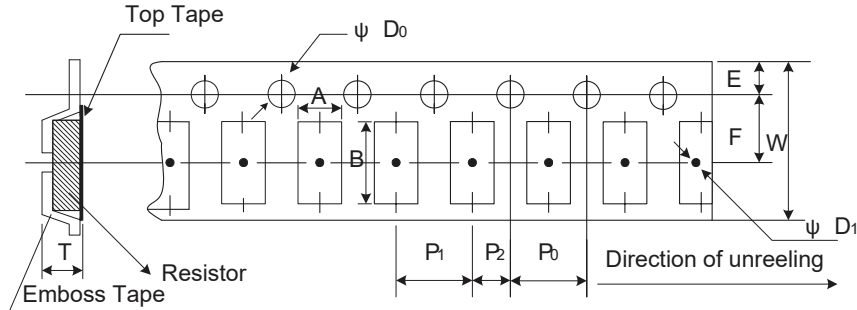 Top Tape
ψ D0
A
E
B
F
W
T
Resistor
Emboss Tape
P1
P2
P0
ψ D1
Direction of unreeling